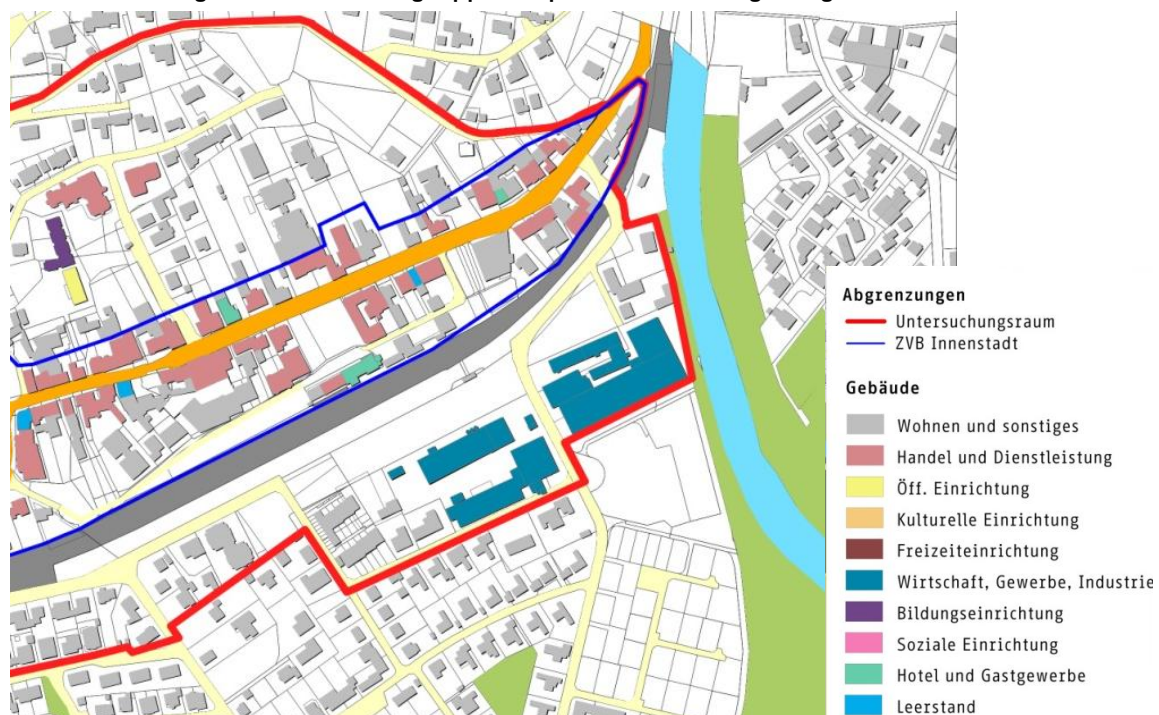 Abgrenzungen
Untersuchungsraum
ZVB Innenstadt
Gebäude
Wohnen und sonstiges
Handel und Dienstleistung
Öff. Einrichtung
Kulturelle Einrichtung
Freizeiteinrichtung
Wirtschaft, Gewerbe, Industrie
Bildungseinrichtung
Soziale Einrichtung
Hotel und Gastgewerbe
Leerstand